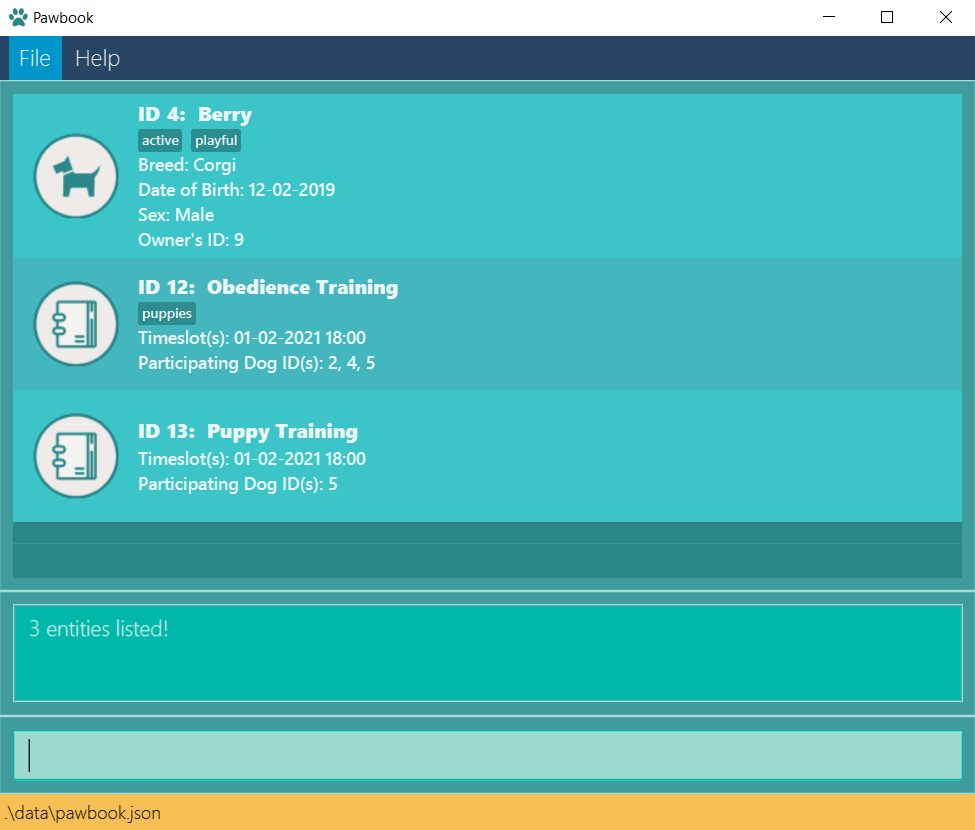 Pawbook
File Help
ID 4: Berry
active playful
Breed: Corgi
Date of Birth: 12-02-2019
Sex: Male
Owner's ID: 9
ID 12: Obedience Training
puppies
Timeslot(s): 01-02-2021 18:00
Participating Dog ID(s): 2, 4, 5
ID 13: Puppy Training
Timeslot(s): 01-02-2021 18:00
Participating Dog ID(s): 5
3 entities listed!
.\data\pawbook.json